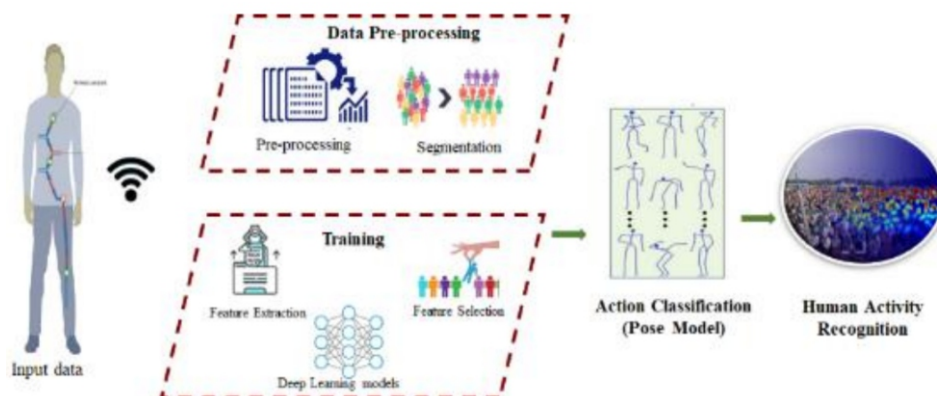 Data Pre-processing
Pre-processing
Segmentation
Input data
Training
Feature Extraction
Feature Selection
Deep Learning models
Action Classification
(Pose Model)
Human Activity
Recognition